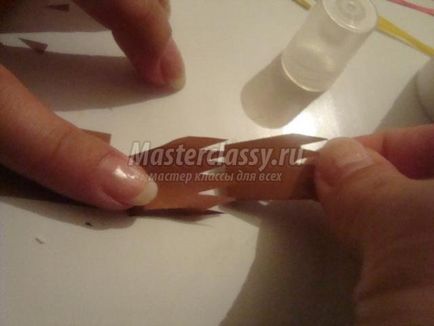 Masterclassy.ru
мастер классы для всех